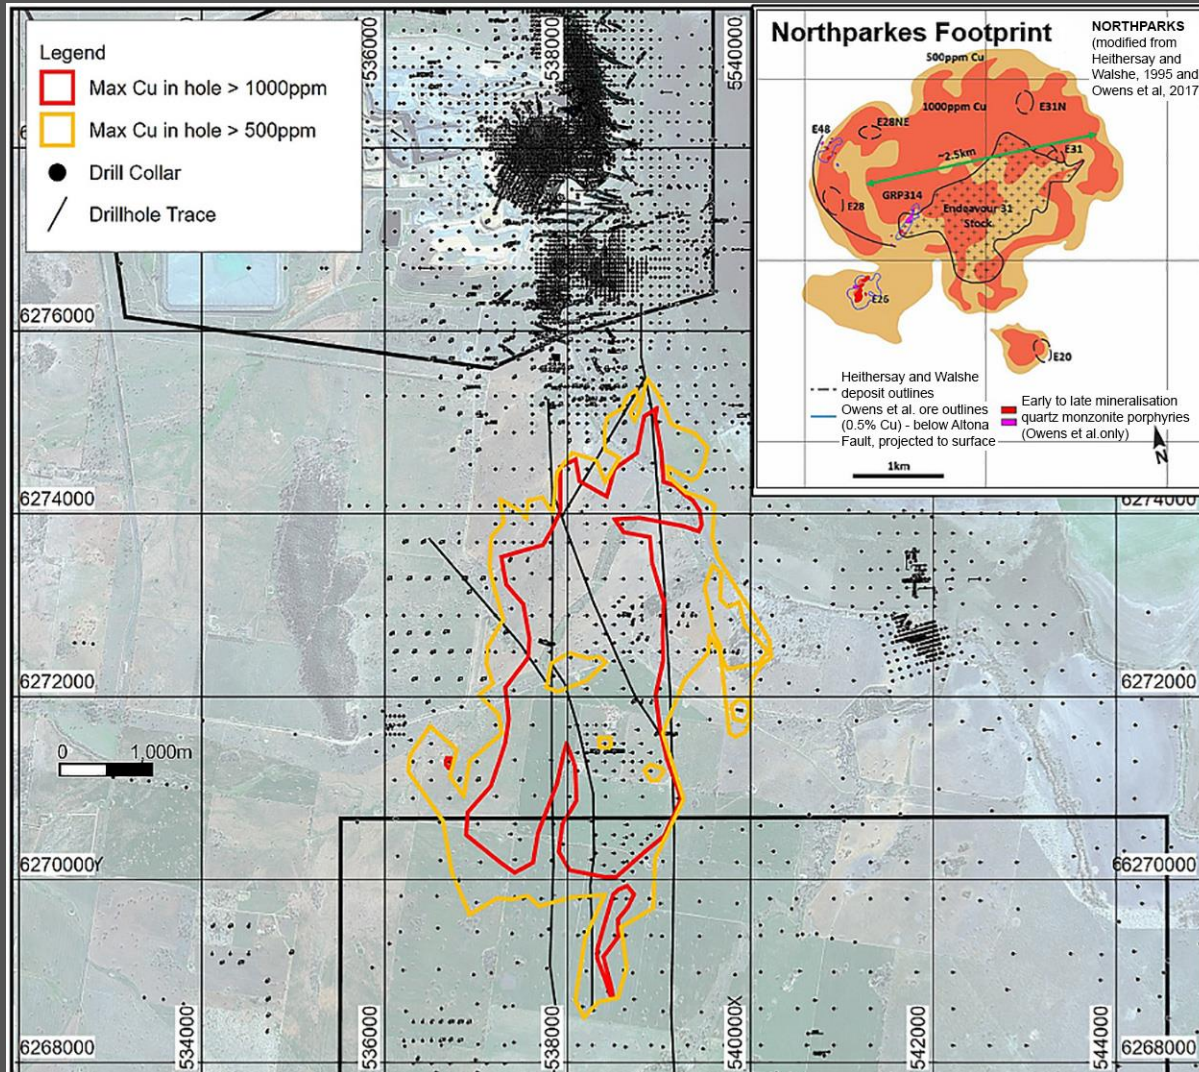 Legend
Max Cu in hole > 1000ppm
Max Cu in hole > 500ppm
Drill Collar
Drillhole Trace
536000
538000
540000
Northparkes Footprint
NORTHPARKS
(modified from
Heithersay and
Walshe, 1995 and
Owens et al, 2017
500ppm Cu
1000ppm Cu
E31N
E48
E28NE
~2.5km
E31
GRP314
E28
Endeavour 31
Stock
E26
E20
Heithersay and Walshe
deposit outlines
Owens et al. ore outlines
(0.5% Cu) - below Altona
Fault, projected to surface
Early to late mineralisation
quartz monzonite porphyries
(Owens et al.only)
1km
N
6276000
6274000
6274000
6272000
6272000
0 1,000m
6270000Y
66270000
534000
536000
538000
540000X
542000
544000
6268000
6268000